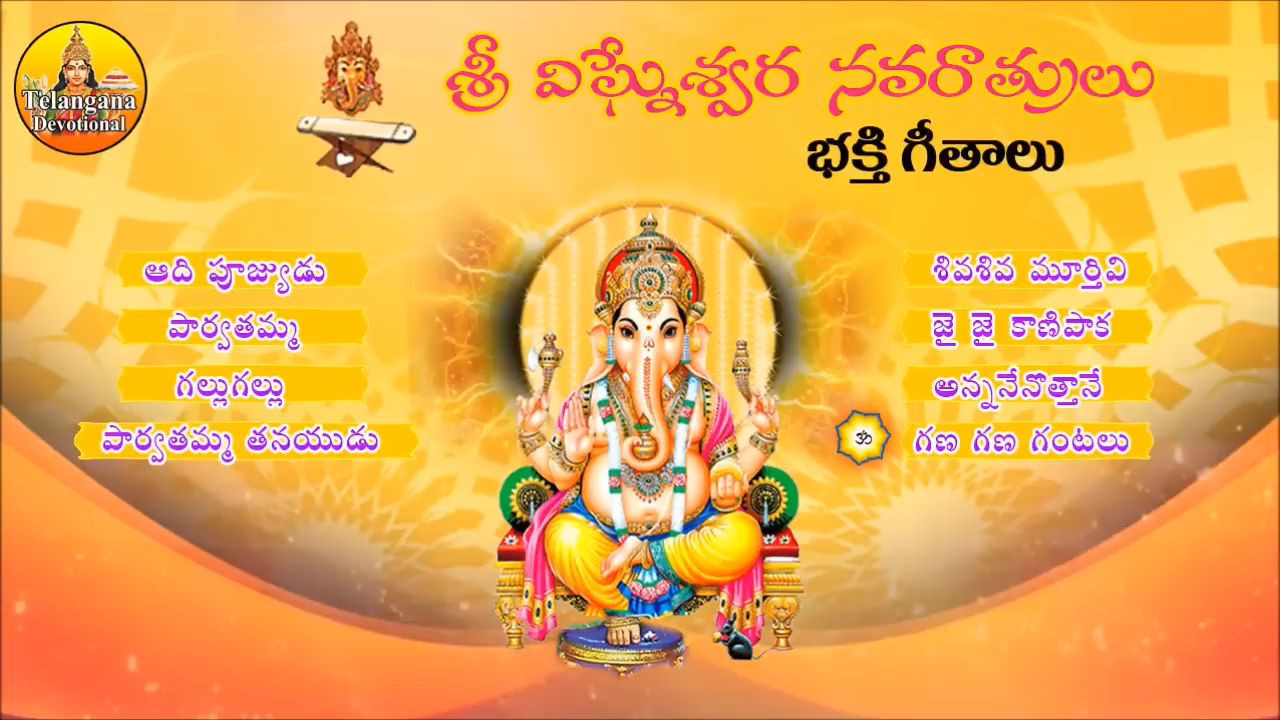 Telangana
Devotional
శ్రీ విఘ్నేశ్వర నవరాత్రులు
భక్తి గీతాలు
ఆది పూజ్యుడు
పార్వతమ్మ
గల్లుగల్లు
పార్వతమ్మ తనయుడు
శివశివ మూర్తివి
జై జై కాణిపాక
అన్ననేనొత్తానే
ॐ
గణ గణ గంటలు